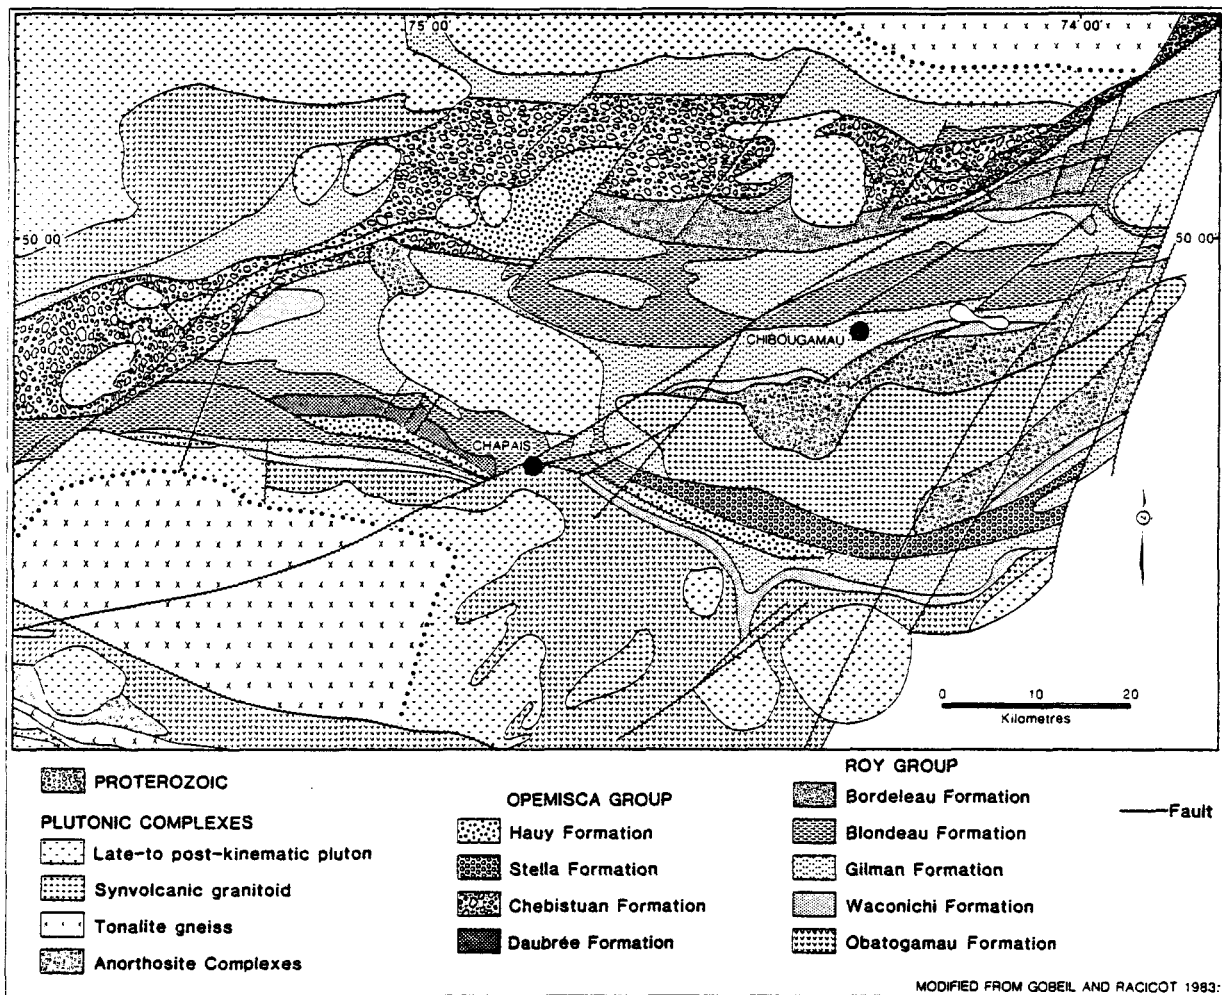 75 00'
74 00'
50 00
50 00
CHIBOUGAMAU
CHAPAIS
0 10 20
Kilometres
PROTEROZOIC
PLUTONIC COMPLEXES
Late-to post-kinematic pluton
Synvolcanic granitoid
Tonalite gneiss
Anorthosite Complexes
OPEMISCA GROUP
Hauy Formation
Stella Formation
Chebistuan Formation
Daubrée Formation
ROY GROUP
Bordeleau Formation
Blondeau Formation
Gilman Formation
Waconichi Formation
Obatogamau Formation
Fault
MODIFIED FROM GOBEIL AND RACICOT 1983: